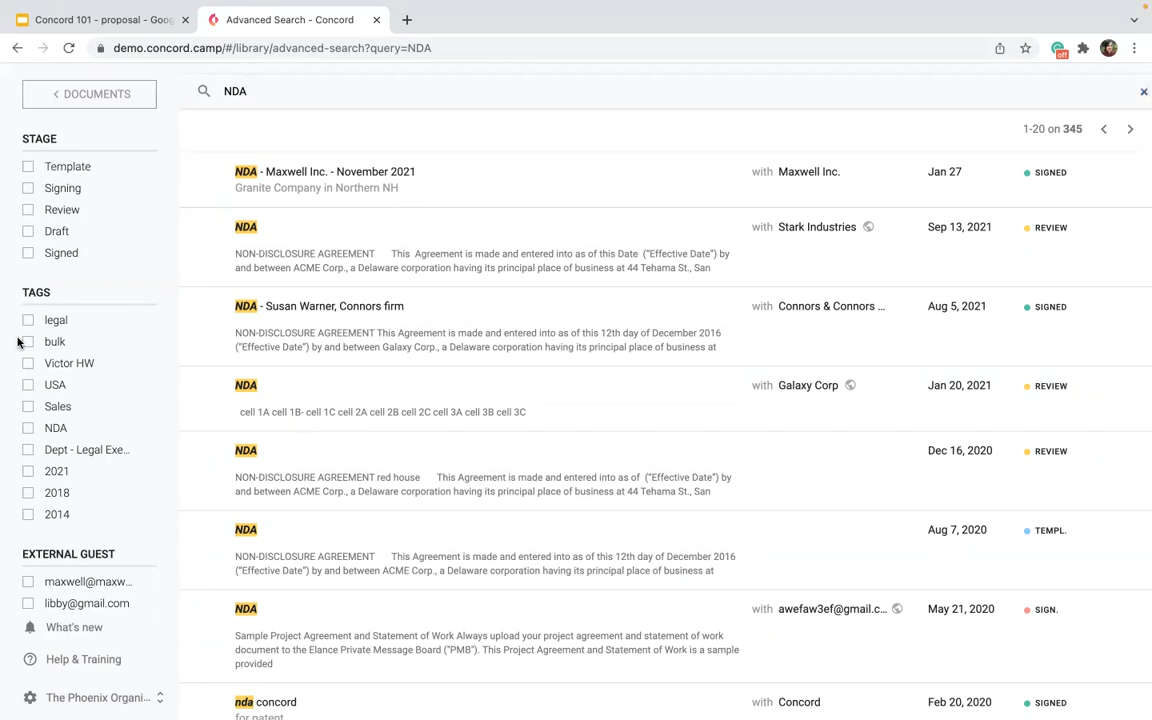 Concord 101 - proposal - Goog
Advanced Search - Concord
demo.concord.camp/#/library/advanced-search?query=NDA
off
DOCUMENTS
NDA
1-20 on 345
STAGE
Template
Signing
Review
Draft
Signed
TAGS
legal
bulk
Victor HW
USA
Sales
NDA
Dept - Legal Exe...
2021
2018
2014
EXTERNAL GUEST
maxwell@maxw...
libby@gmail.com
What's new
Help & Training
The Phoenix Organi...
NDA - Maxwell Inc. - November 2021 with Maxwell Inc. Jan 27 SIGNED
Granite Company in Northern NH
NDA with Stark Industries Sep 13, 2021 REVIEW
NON-DISCLOSURE AGREEMENT This Agreement is made and entered into as of this Date ("Effective Date") by
and between ACME Corp., a Delaware corporation having its principal place of business at 44 Tehama St., San
NDA - Susan Warner, Connors firm with Connors & Connors ... Aug 5, 2021 SIGNED
NON-DISCLOSURE AGREEMENT This Agreement is made and entered into as of this 12th day of December 2016
("Effective Date") by and between Galaxy Corp., a Delaware corporation having its principal place of business at
NDA with Galaxy Corp Jan 20, 2021 REVIEW
cell 1A cell 1B- cell 1C cell 2A cell 2B cell 2C cell 3A cell 3B cell 3C
NDA Dec 16, 2020 REVIEW
NON-DISCLOSURE AGREEMENT red house This Agreement is made and entered into as of ("Effective Date") by
and between ACME Corp., a Delaware corporation having its principal place of business at 44 Tehama St., San
NDA Aug 7, 2020 TEMPL.
NON-DISCLOSURE AGREEMENT This Agreement is made and entered into as of this 12th day of December 2016
("Effective Date") by and between ACME Corp., a Delaware corporation having its principal place of business at
NDA with awefaw3ef@gmail.c... May 21, 2020 SIGN.
Sample Project Agreement and Statement of Work Always upload your project agreement and statement of work
document to the Elance Private Message Board ("PMB"). This Project Agreement and Statement of Work is a sample
provided
nda concord with Concord Feb 20, 2020 SIGNED
for patent